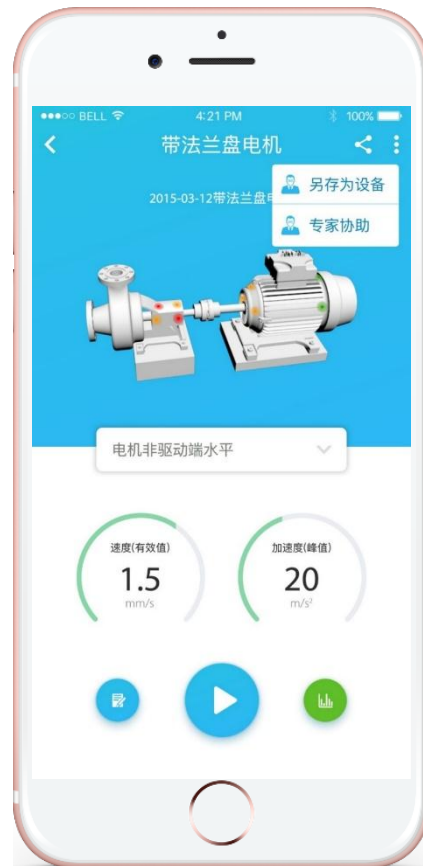 BELL 4:21 PM 100%
带法兰盘电机
另存为设备
2015-03-12带法兰盘
专家协助
电机非驱动端水平
速度(有效值) 加速度(峰值)
1.5 20
mm/s m/s²